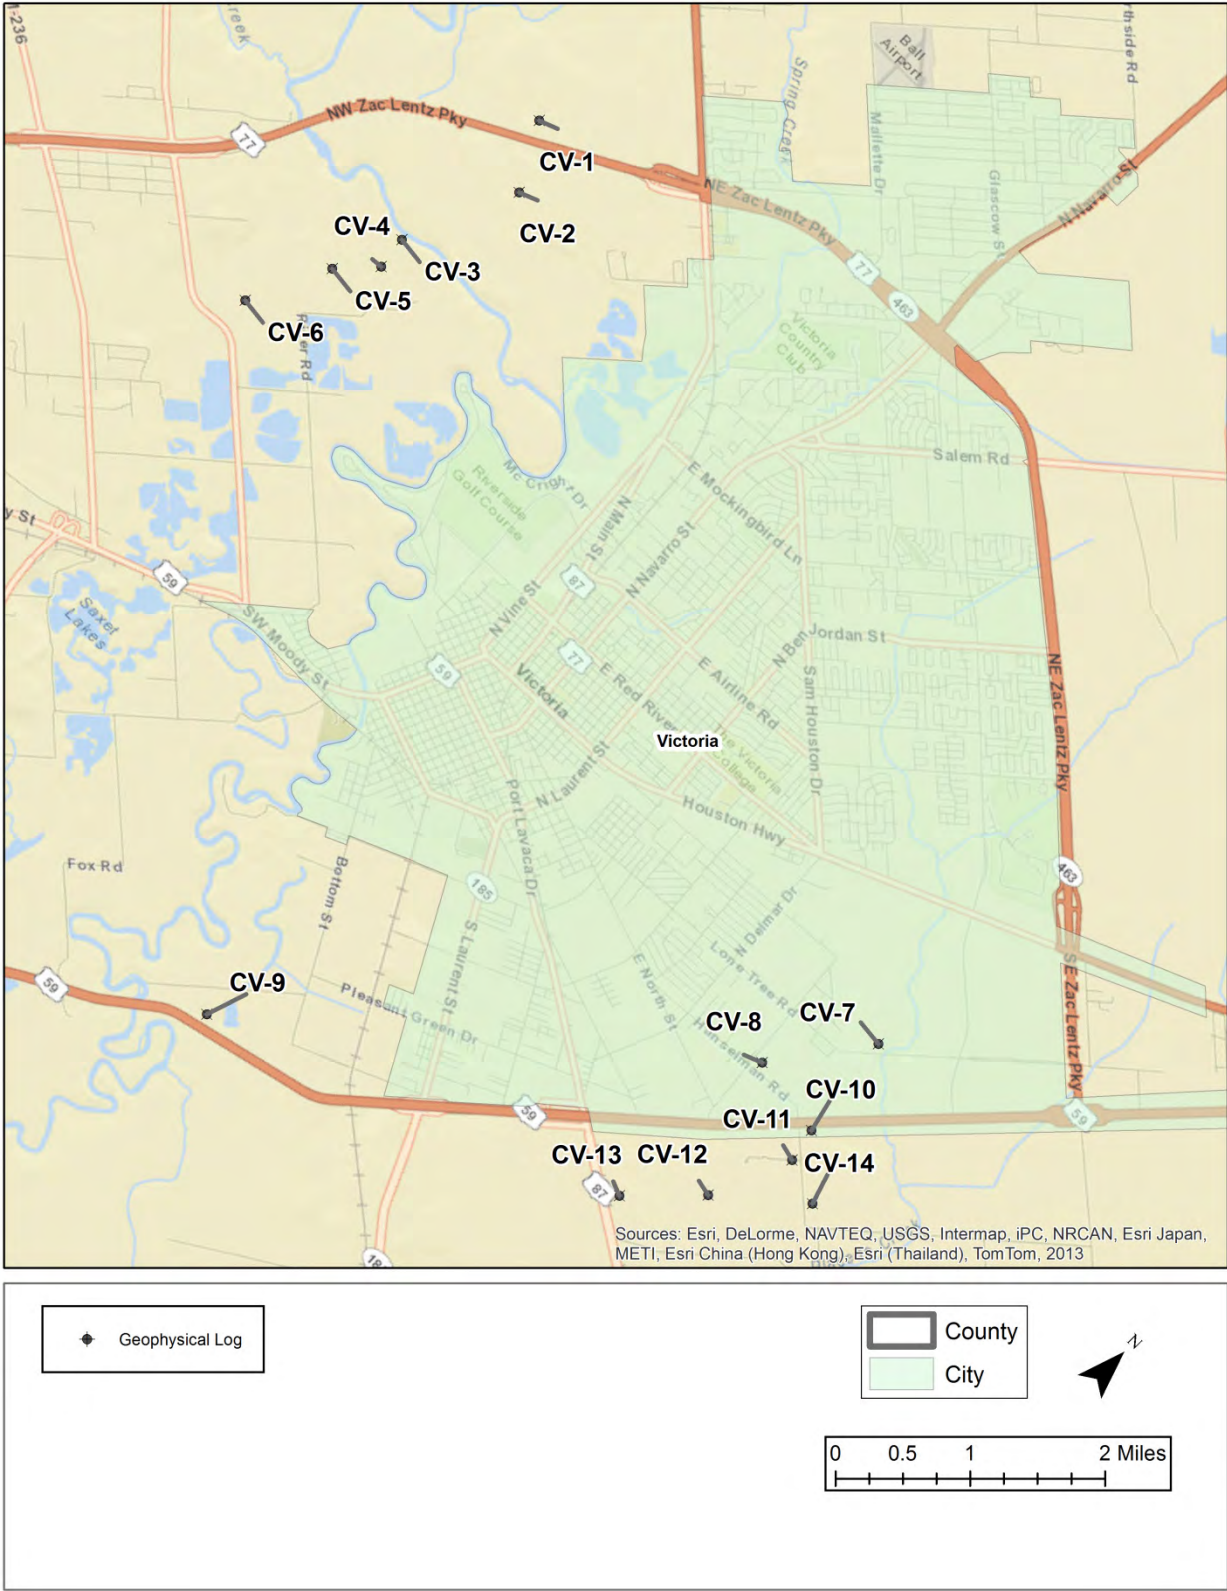 Creek
Ball
Airport
77
NW Zac Lentz Pky
CV-1
Spring Creek
Mallette Dr
Glascow St
N Navarro St
NE Zac Lentz Pky
CV-2
CV-4
CV-3
CV-5
CV-6
River Rd
77
463
Victoria
Country
Club
Salem Rd
Mc Cright Dr
Riverside
Golf Course
E Mockingbird Ln
N Main St
N Navarro St
87
59
Saxet
Lakes
SW Moody St
N Vine St
59
Victoria
77
E Red River
E Airline Rd
N Ben
Jordan St
Sam Houston Dr
NE Zac Lentz Pky
Victoria
Victoria
College
N Laurent St
Port Lavaca Dr
Houston Hwy
463
Fox Rd
Bottom St
185
S Laurent St
N Delmar Dr
Lone Tree Rd
E North St
SE Zac Lentz Pky
59
CV-9
Pleasant Green Dr
CV-8
CV-7
Hanselman Rd
CV-10
59
59
CV-11
CV-13
CV-12
CV-14
87
Sources: Esri, DeLorme, NAVTEQ, USGS, Intermap, iPC, NRCAN, Esri Japan,
METI, Esri China (Hong Kong), Esri (Thailand), TomTom, 2013
Geophysical Log
County
City
N
0 0.5 1 2 Miles